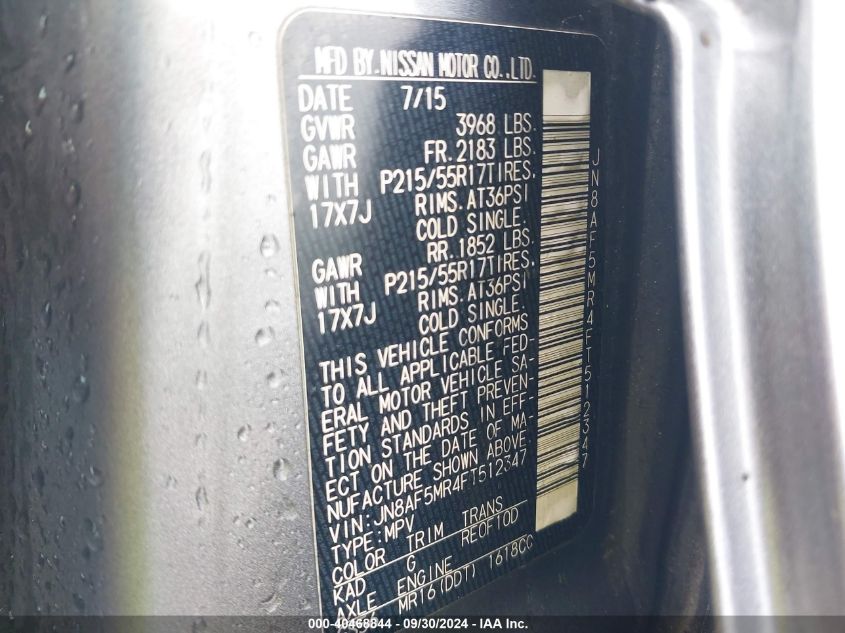 MFD BY.NISSAN MOTOR CO.,LTD.
DATE 7/15
GVWR 3968 LBS.
GAWR FR.2183 LBS.
WITH P215/55R17TIRES.
17X7J RIMS.AT36PSI
COLD SINGLE.
GAWR RR.1852 LBS.
WITH P215/55R17TIRES.
17X7J RIMS.AT36PSI
COLD SINGLE.
THIS VEHICLE CONFORMS
TO ALL APPLICABLE FED-
ERAL MOTOR VEHICLE SA-
FETY AND THEFT PREVEN-
TION STANDARDS IN EFF-
ECT ON THE DATE OF MA-
NUFACTURE SHOWN ABOVE.
VIN:JN8AF5MR4FT512347
TYPE:MPV
COLOR TRIM TRANS
KAD G RE0F10D
AXLE ENGINE
MR16(DDT) 1618CC
JN8AF5MR4FT512347
000-40468844 - 09/30/2024 - IAA Inc.